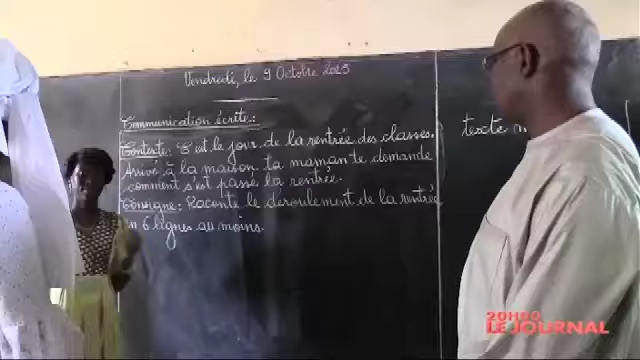 Vendredi, le 9 Octobre 2015
Communication écrite:
Contexte: C'est le jour de la rentrée des classes.
Arrivé à la maison ta maman te demande
comment s'est passé la rentrée.
Consigne: Raconte le déroulement de la rentrée
en 6 lignes au moins.
texte
20H00
LE JOURNAL